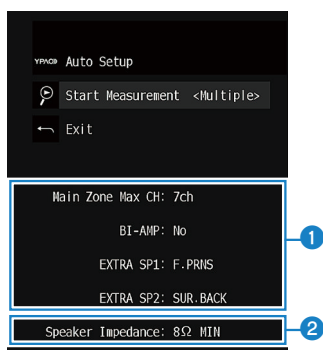 YPAO Auto Setup
Start Measurement <Multiple>
Exit
Main Zone Max CH: 7ch
BI-AMP: No
EXTRA SP1: F.PRNS
EXTRA SP2: SUR.BACK
1
Speaker Impedance: 8Ω MIN
2